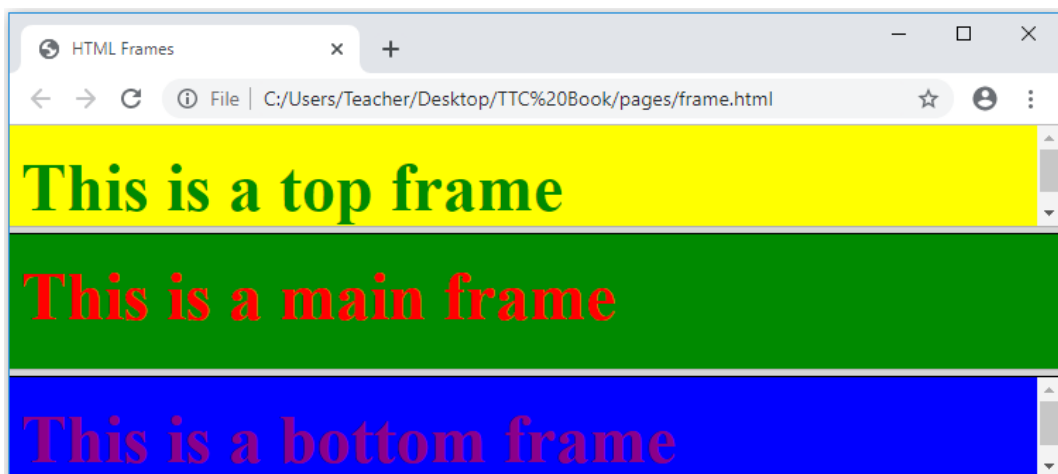 HTML Frames
File C:/Users/Teacher/Desktop/TTC%20Book/pages/frame.html
This is a top frame
This is a main frame
This is a bottom frame